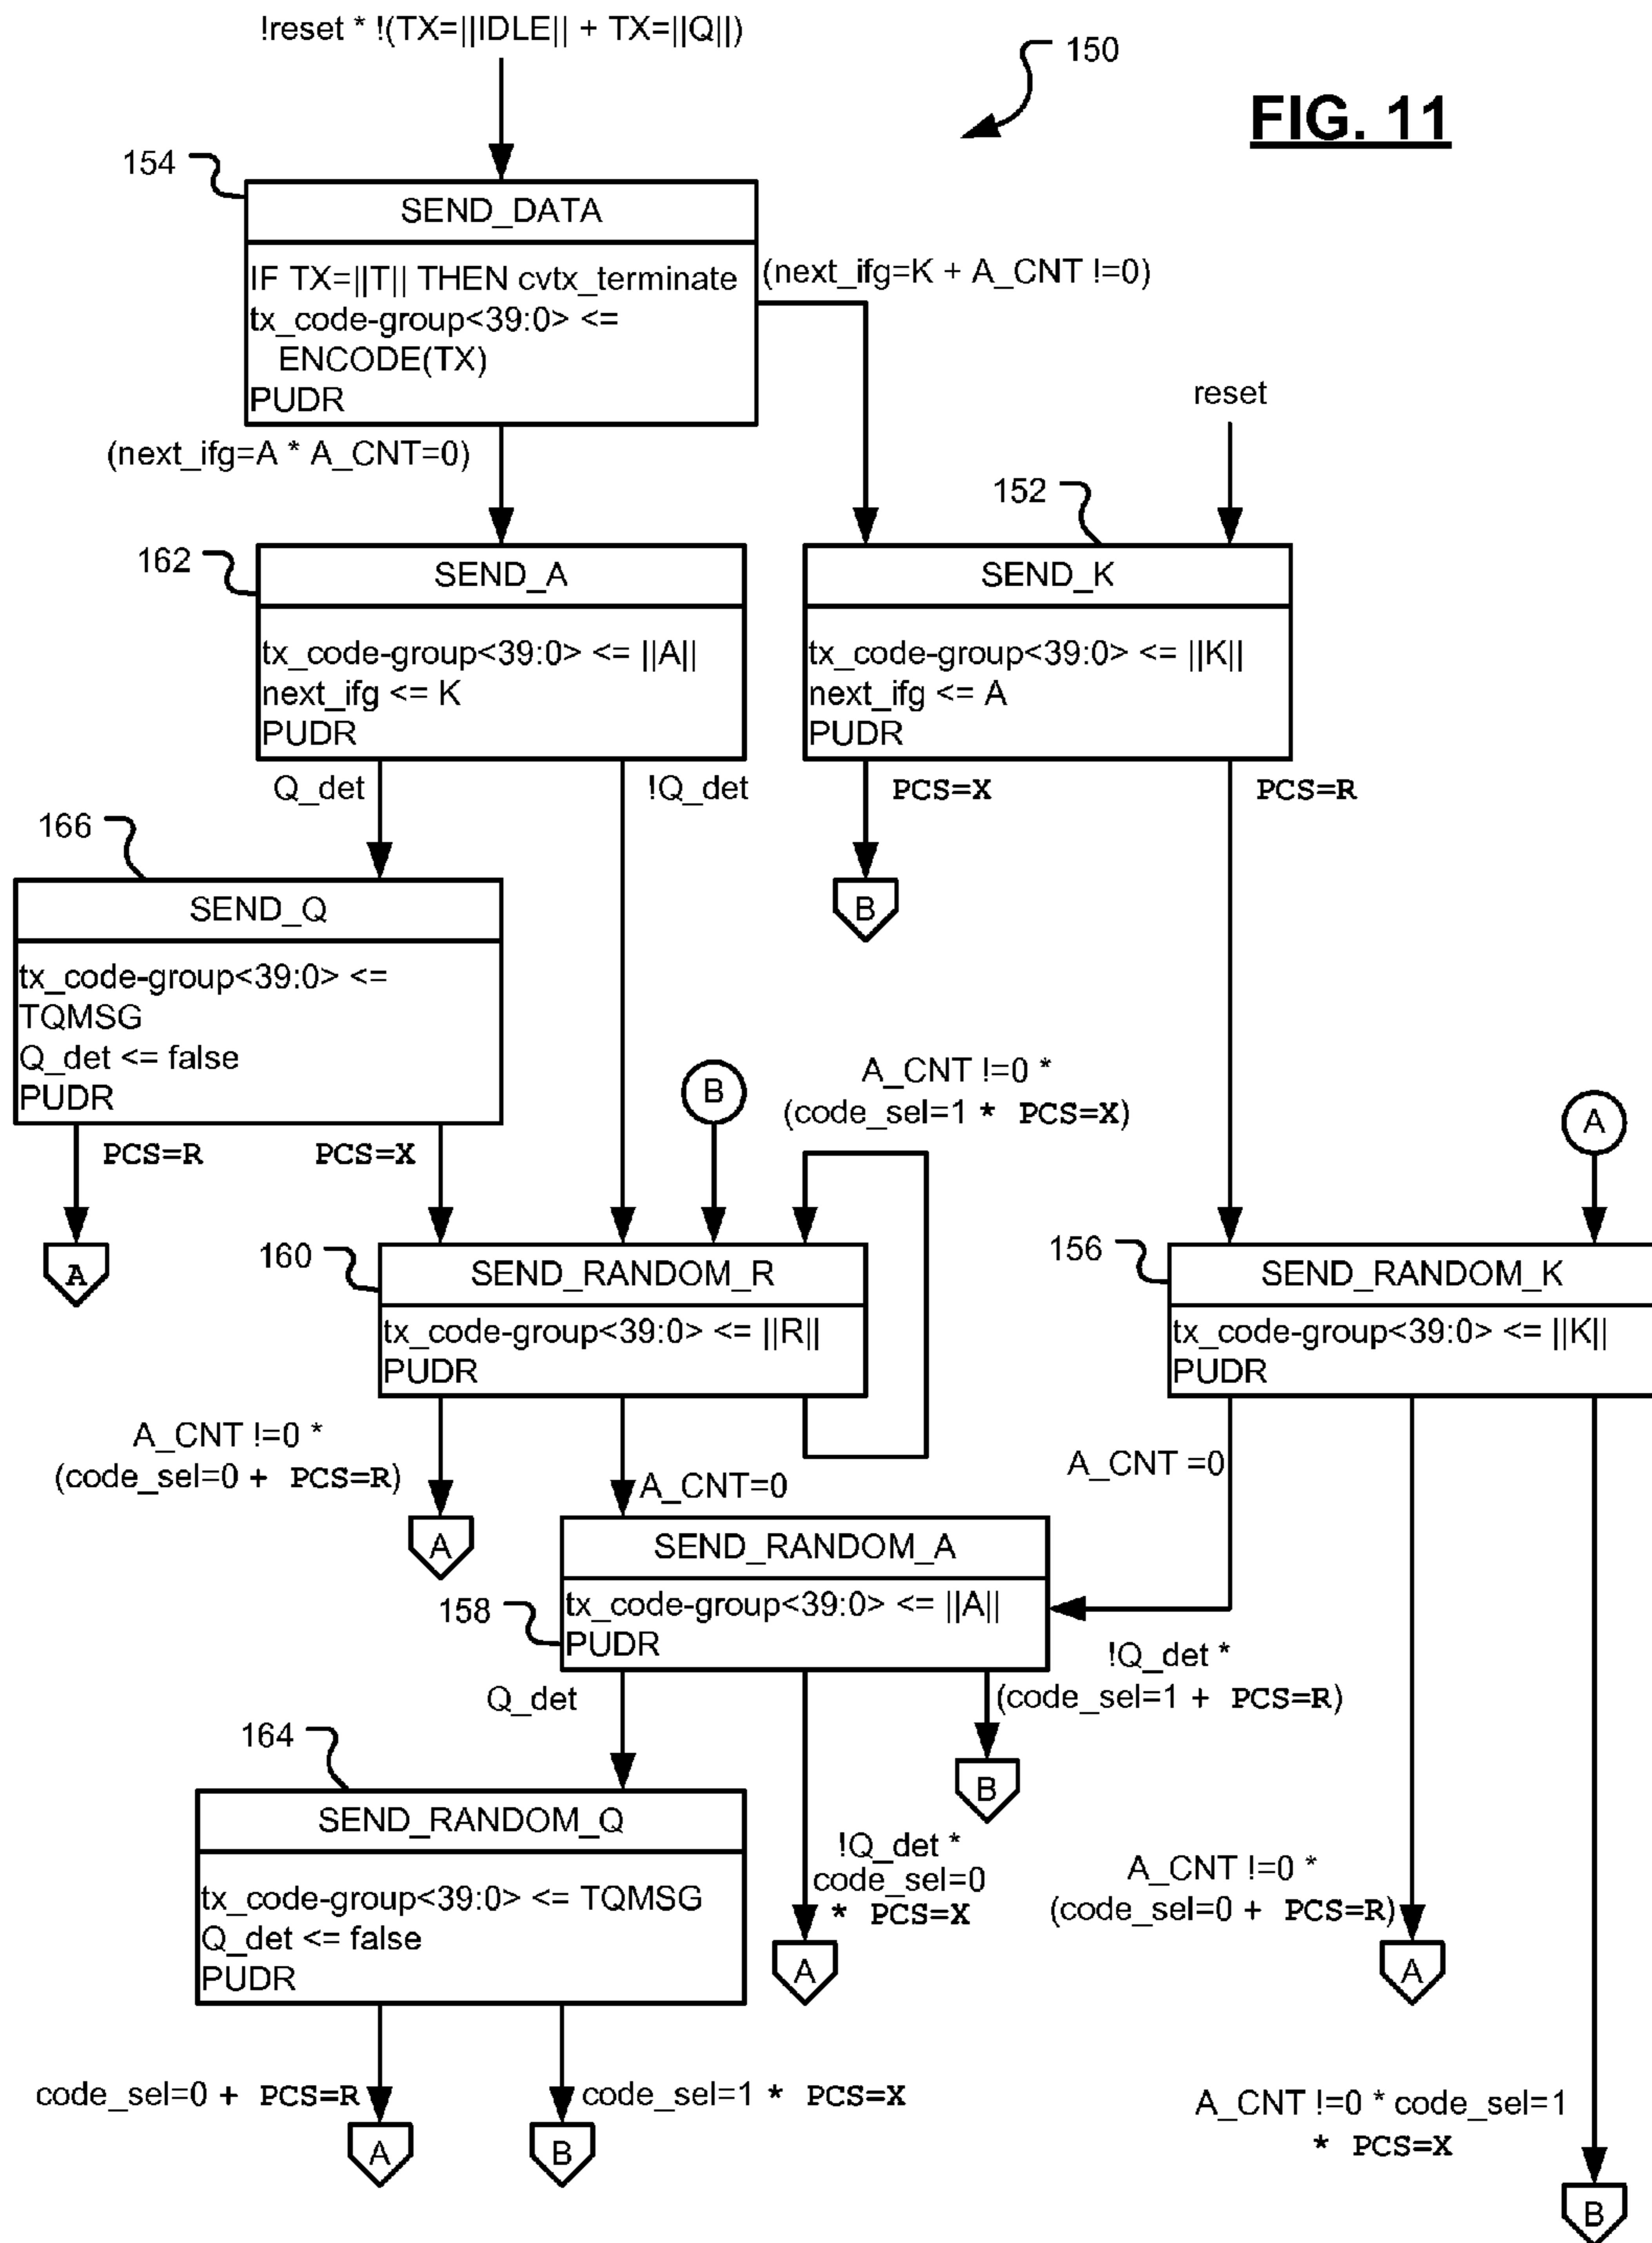 !reset * !(TX=||IDLE|| + TX=||Q||)
150
FIG. 11
154
SEND_DATA
IF TX=||T|| THEN cvtx_terminate
tx_code-group<39:0> <=
ENCODE(TX)
PUDR
(next_ifg=K + A_CNT !=0)
(next_ifg=A * A_CNT=0)
reset
162
SEND_A
tx_code-group<39:0> <= ||A||
next_ifg <= K
PUDR
152
SEND_K
tx_code-group<39:0> <= ||K||
next_ifg <= A
PUDR
Q_det
!Q_det
PCS=X
PCS=R
B
166
SEND_Q
tx_code-group<39:0> <=
TQMSG
Q_det <= false
PUDR
PCS=R
PCS=X
A
B
A_CNT !=0 *
(code_sel=1 * PCS=X)
A
160
SEND_RANDOM_R
tx_code-group<39:0> <= ||R||
PUDR
156
SEND_RANDOM_K
tx_code-group<39:0> <= ||K||
PUDR
A_CNT !=0 *
(code_sel=0 + PCS=R)
A
A_CNT=0
A_CNT =0
158
SEND_RANDOM_A
tx_code-group<39:0> <= ||A||
PUDR
Q_det
!Q_det *
(code_sel=1 + PCS=R)
B
!Q_det *
code_sel=0
* PCS=X
A
A_CNT !=0 *
(code_sel=0 + PCS=R)
A
164
SEND_RANDOM_Q
tx_code-group<39:0> <= TQMSG
Q_det <= false
PUDR
code_sel=0 + PCS=R
A
code_sel=1 * PCS=X
B
A_CNT !=0 * code_sel=1
* PCS=X
B